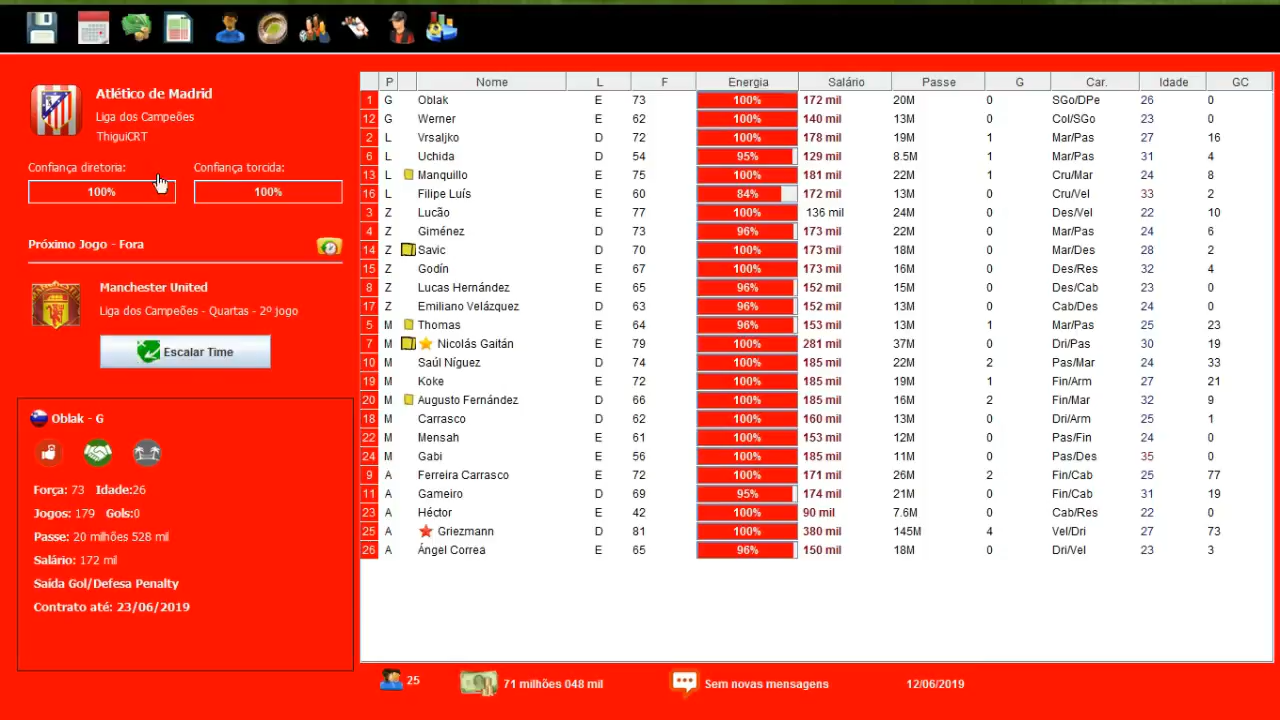 Atlético de Madrid
Liga dos Campeões
ThiguiCRT
Confiança diretoria: Confiança torcida:
100% 100%
Próximo Jogo - Fora
Manchester United
Liga dos Campeões - Quartas - 2º jogo
Escalar Time
Oblak - G
Força: 73 Idade:26
Jogos: 179 Gols:0
Passe: 20 milhões 528 mil
Salário: 172 mil
Saída Gol/Defesa Penalty
Contrato até: 23/06/2019
P Nome L F Energia Salário Passe G Car. Idade GC
1 G Oblak E 73 100% 172 mil 20M 0 SGo/DPe 26 0
12 G Werner E 62 100% 140 mil 13M 0 Col/SGo 23 0
2 L Vrsaljko D 72 100% 178 mil 19M 1 Mar/Pas 27 16
6 L Uchida D 54 95% 129 mil 8.5M 1 Mar/Pas 31 4
13 L Manquillo E 75 100% 181 mil 22M 1 Cru/Mar 24 8
16 L Filipe Luís E 60 84% 172 mil 13M 0 Cru/Vel 33 2
3 Z Lucão E 77 100% 136 mil 24M 0 Des/Vel 22 10
4 Z Giménez D 73 96% 173 mil 22M 0 Mar/Pas 24 6
14 Z Savic D 70 100% 173 mil 18M 0 Mar/Des 28 2
15 Z Godín E 67 100% 173 mil 16M 0 Des/Res 32 4
8 Z Lucas Hernández E 65 96% 152 mil 15M 0 Des/Cab 23 0
17 Z Emiliano Velázquez D 63 96% 152 mil 13M 0 Cab/Des 24 0
5 M Thomas E 64 96% 153 mil 13M 1 Mar/Pas 25 23
7 M Nicolás Gaitán E 79 100% 281 mil 37M 0 Dri/Pas 30 19
10 M Saúl Níguez D 74 100% 185 mil 22M 2 Pas/Mar 24 33
19 M Koke E 72 100% 185 mil 19M 1 Fin/Arm 27 21
20 M Augusto Fernández D 66 100% 185 mil 16M 2 Fin/Mar 32 9
18 M Carrasco D 62 100% 160 mil 13M 0 Dri/Arm 25 1
22 M Mensah E 61 100% 153 mil 12M 0 Pas/Fin 24 0
24 M Gabi E 56 100% 185 mil 11M 0 Pas/Des 35 0
9 A Ferreira Carrasco E 72 100% 171 mil 26M 2 Fin/Cab 25 77
11 A Gameiro D 69 95% 174 mil 21M 0 Fin/Cab 31 19
23 A Héctor E 42 100% 90 mil 7.6M 0 Cab/Res 22 0
25 A Griezmann D 81 100% 380 mil 145M 4 Vel/Dri 27 73
26 A Ángel Correa E 65 96% 150 mil 18M 0 Dri/Vel 23 3
25 71 milhões 048 mil Sem novas mensagens 12/06/2019